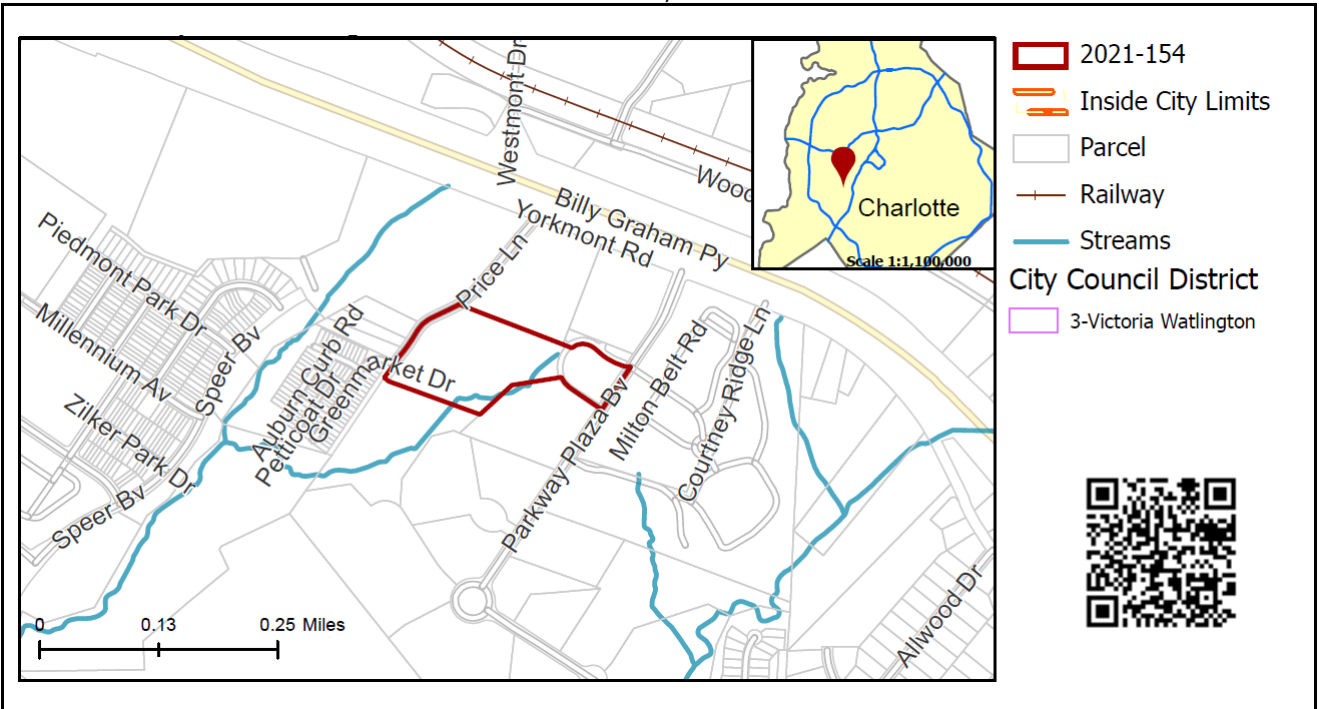 Westmont Dr
Wood
Billy Graham Py
Yorkmont Rd
Price Ln
Piedmont Park Dr
Millennium Av
Speer Bv
Zilker Park Dr
Speer Bv
Auburn Curb Rd
Petticoat Dr
Greenmarket Dr
Parkway Plaza Bv
Milton Belt Rd
Courtney Ridge Ln
Allwood Dr
0 0.13 0.25 Miles
Charlotte
Scale 1:1,100,000
2021-154
Inside City Limits
Parcel
Railway
Streams
City Council District
3-Victoria Watlington